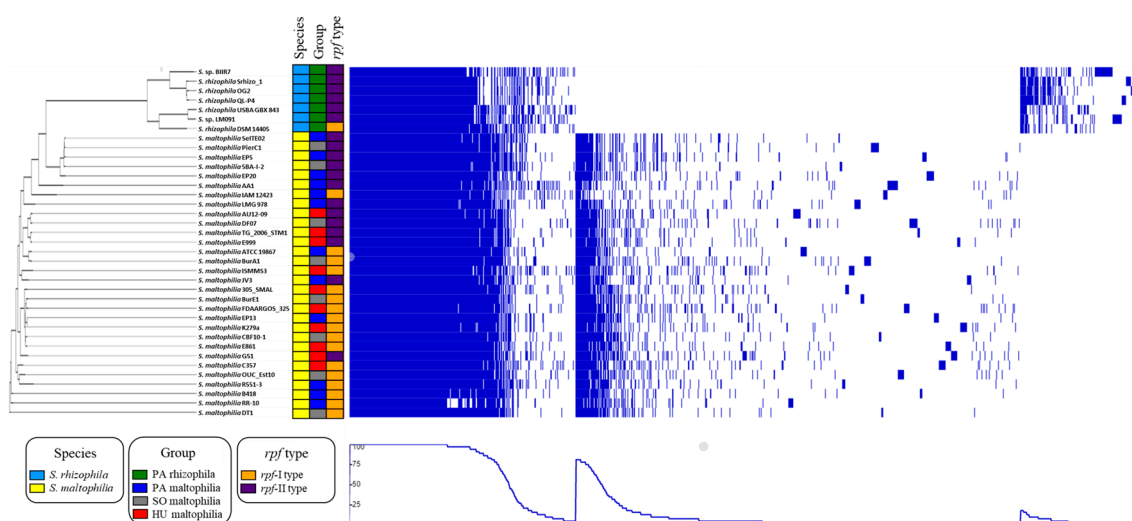 Species
Group
rpf type
S. sp. BIIR7
S. rhizophila Srhizo_1
S. rhizophila OG2
S. rhizophila QL-P4
S. rhizophila USBA GBX 843
S. sp. LM091
S. rhizophila DSM 14405
S. maltophilia SeITE02
S. maltophilia PierC1
S. maltophilia EP5
S. maltophilia SBA-I-2
S. maltophilia EP20
S. maltophilia AA1
S. maltophilia IAM 12423
S. maltophilia LMG 978
S. maltophilia AU12-09
S. maltophilia DF07
S. maltophilia TG_2006_STM1
S. maltophilia E999
S. maltophilia ATCC 19867
S. maltophilia BurA1
S. maltophilia ISMMS3
S. maltophilia JV3
S. maltophilia 305_SMAL
S. maltophilia BurE1
S. maltophilia FDAARGOS_325
S. maltophilia EP13
S. maltophilia K279a
S. maltophilia CBF10-1
S. maltophilia E861
S. maltophilia G51
S. maltophilia C357
S. maltophilia OUC_Est10
S. maltophilia R551-3
S. maltophilia B418
S. maltophilia RR-10
S. maltophilia DT1
Species
S. rhizophila
S. maltophilia
Group
PA rhizophila
PA maltophilia
SO maltophilia
HU maltophilia
rpf type
rpf-I type
rpf-II type
100
75
50
25